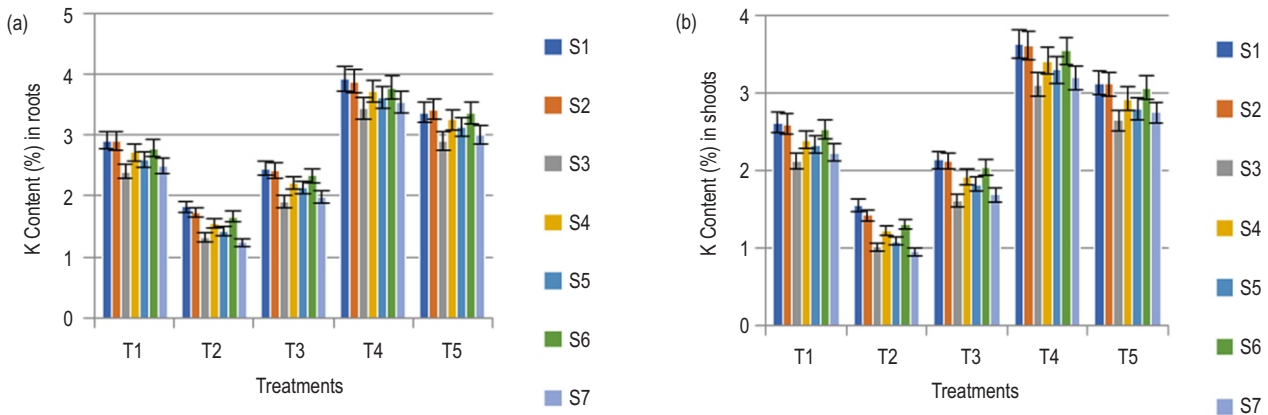 (a)
K Content (%) in roots
5
4
3
2
1
0
T1 T2 T3 T4 T5
Treatments
S1
S2
S3
S4
S5
S6
S7
(b)
K Content (%) in shoots
4
3
2
1
0
T1 T2 T3 T4 T5
Treatments
S1
S2
S3
S4
S5
S6
S7